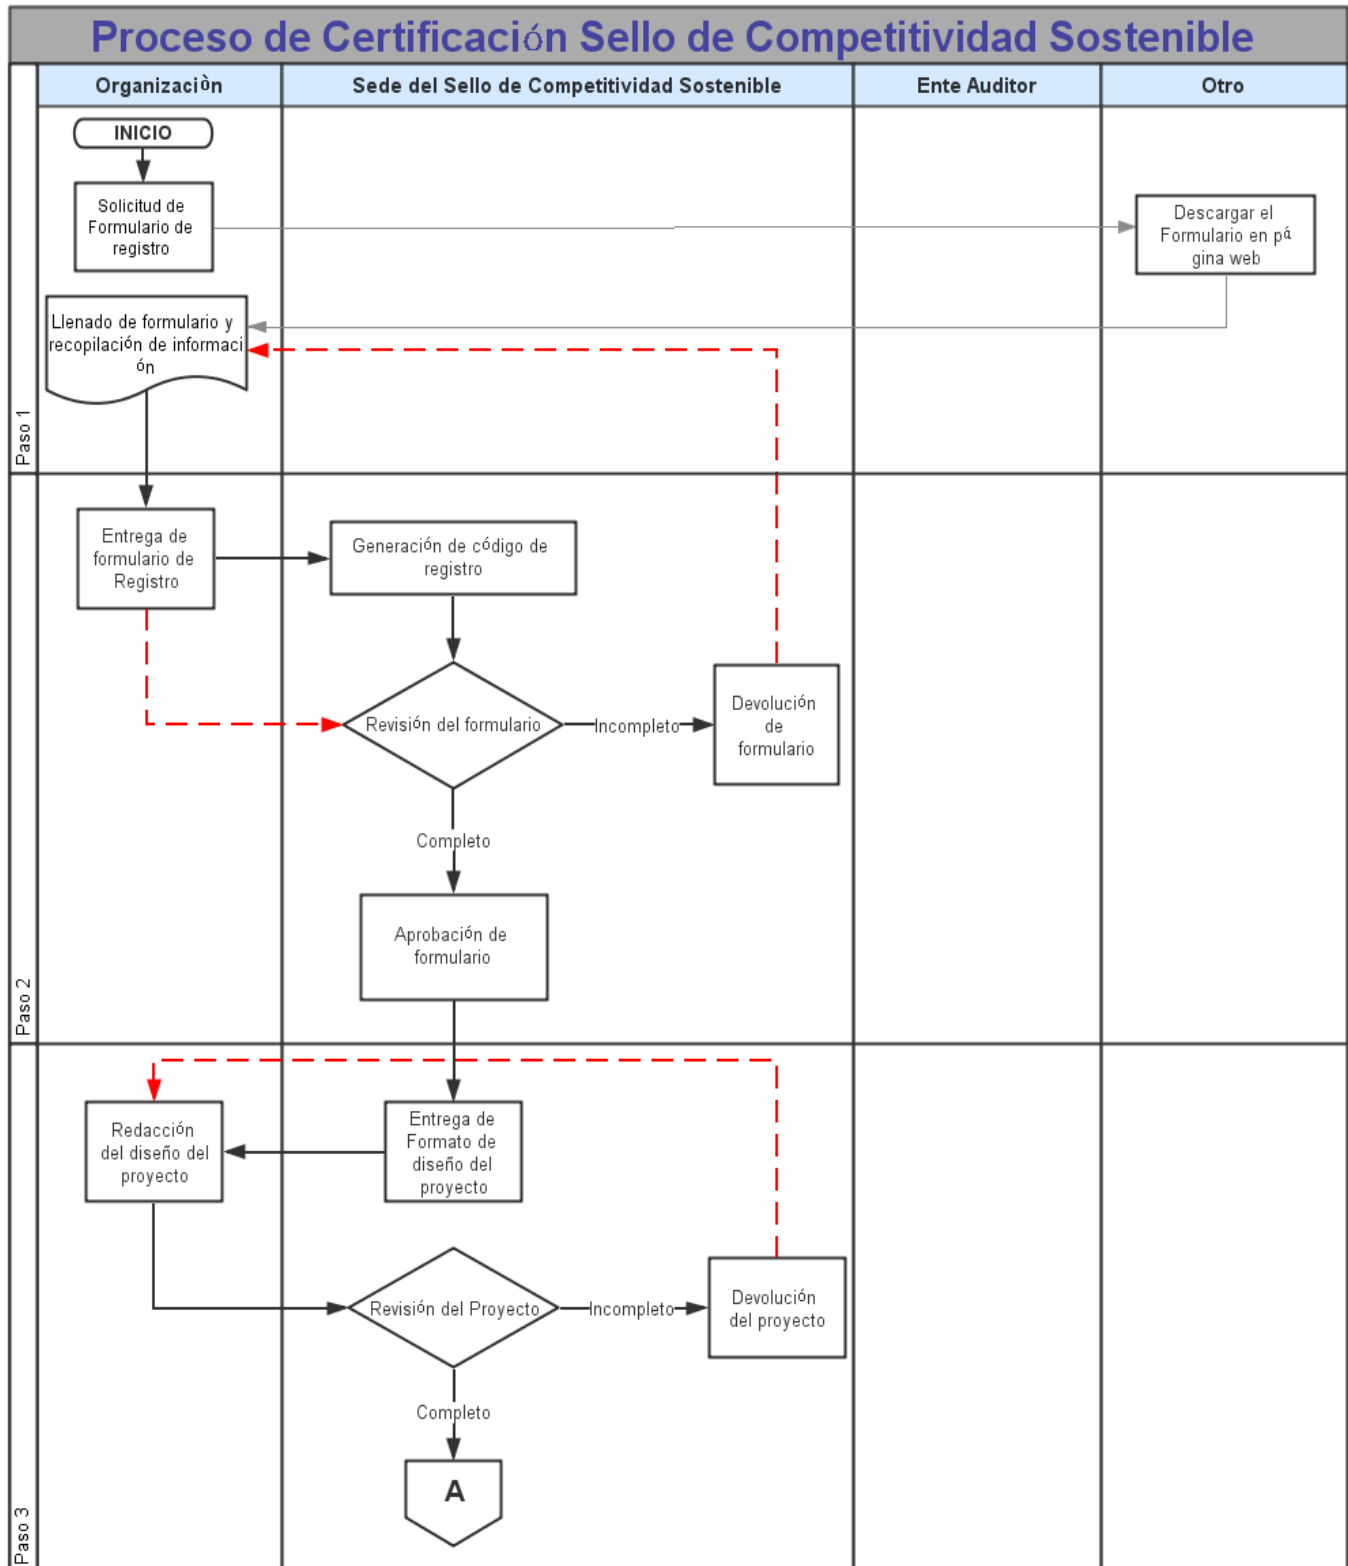 Proceso de Certificación Sello de Competitividad Sostenible
Organizaciòn
Sede del Sello de Competitividad Sostenible
Ente Auditor
Otro
INICIO
Solicitud de
Formulario de
registro
Descargar el
Formulario en pá
gina web
Llenado de formulario y
recopilación de informaci
ón
Paso 1
Entrega de
formulario de
Registro
Generación de código de
registro
Revisión del formulario
Incompleto
Devolución
de
formulario
Completo
Aprobación de
formulario
Paso 2
Redacción
del diseño del
proyecto
Entrega de
Formato de
diseño del
proyecto
Revisión del Proyecto
Incompleto
Devolución
del proyecto
Completo
A
Paso 3